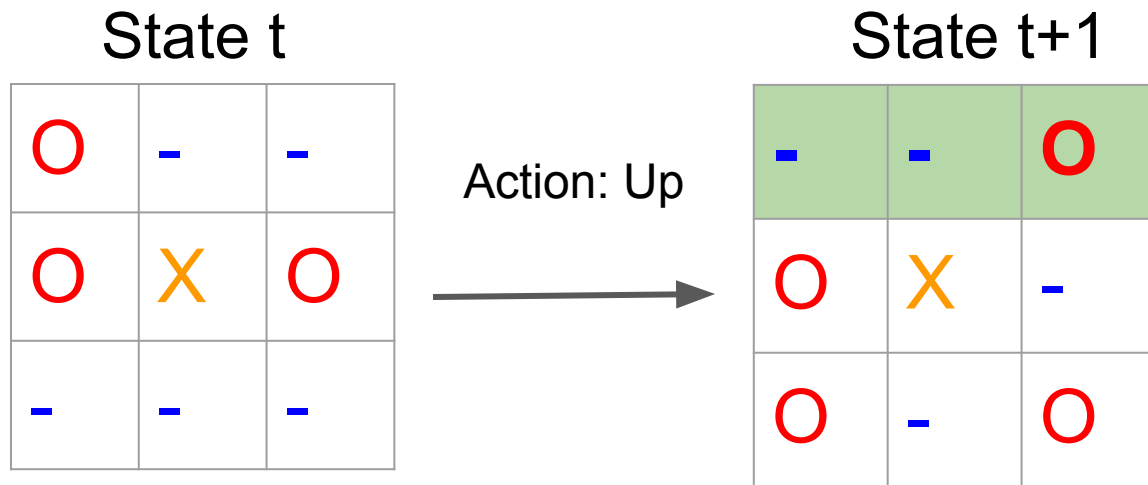 State t
O - -
O X O
- - -
Action: Up
State t+1
- - O
O X -
O - O